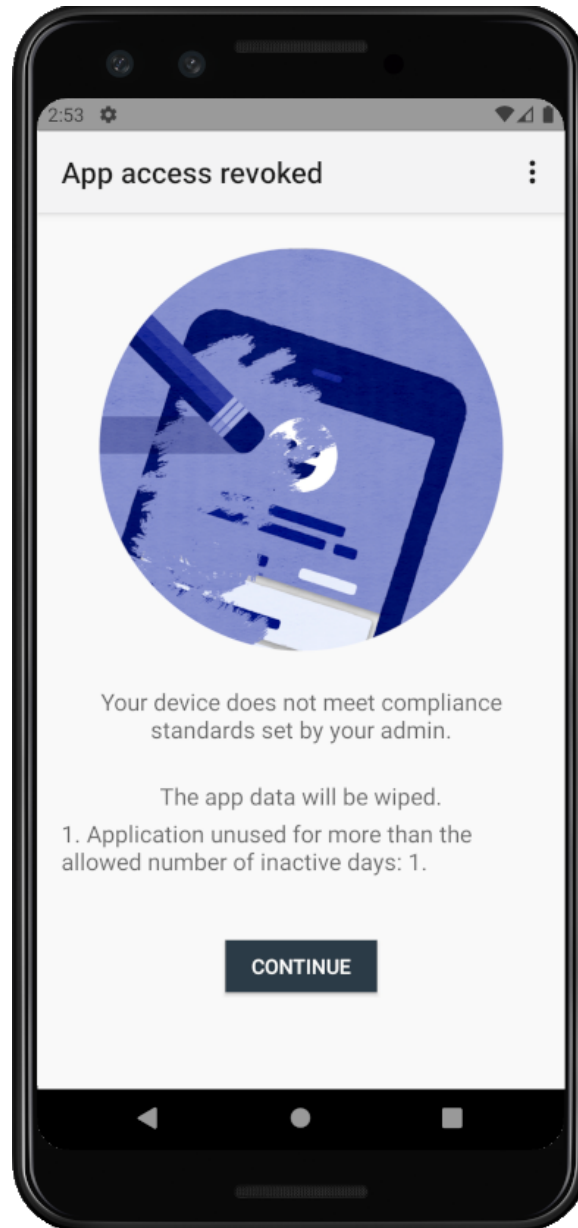 2:53
App access revoked
Your device does not meet compliance
standards set by your admin.
The app data will be wiped.
1. Application unused for more than the
allowed number of inactive days: 1.
CONTINUE